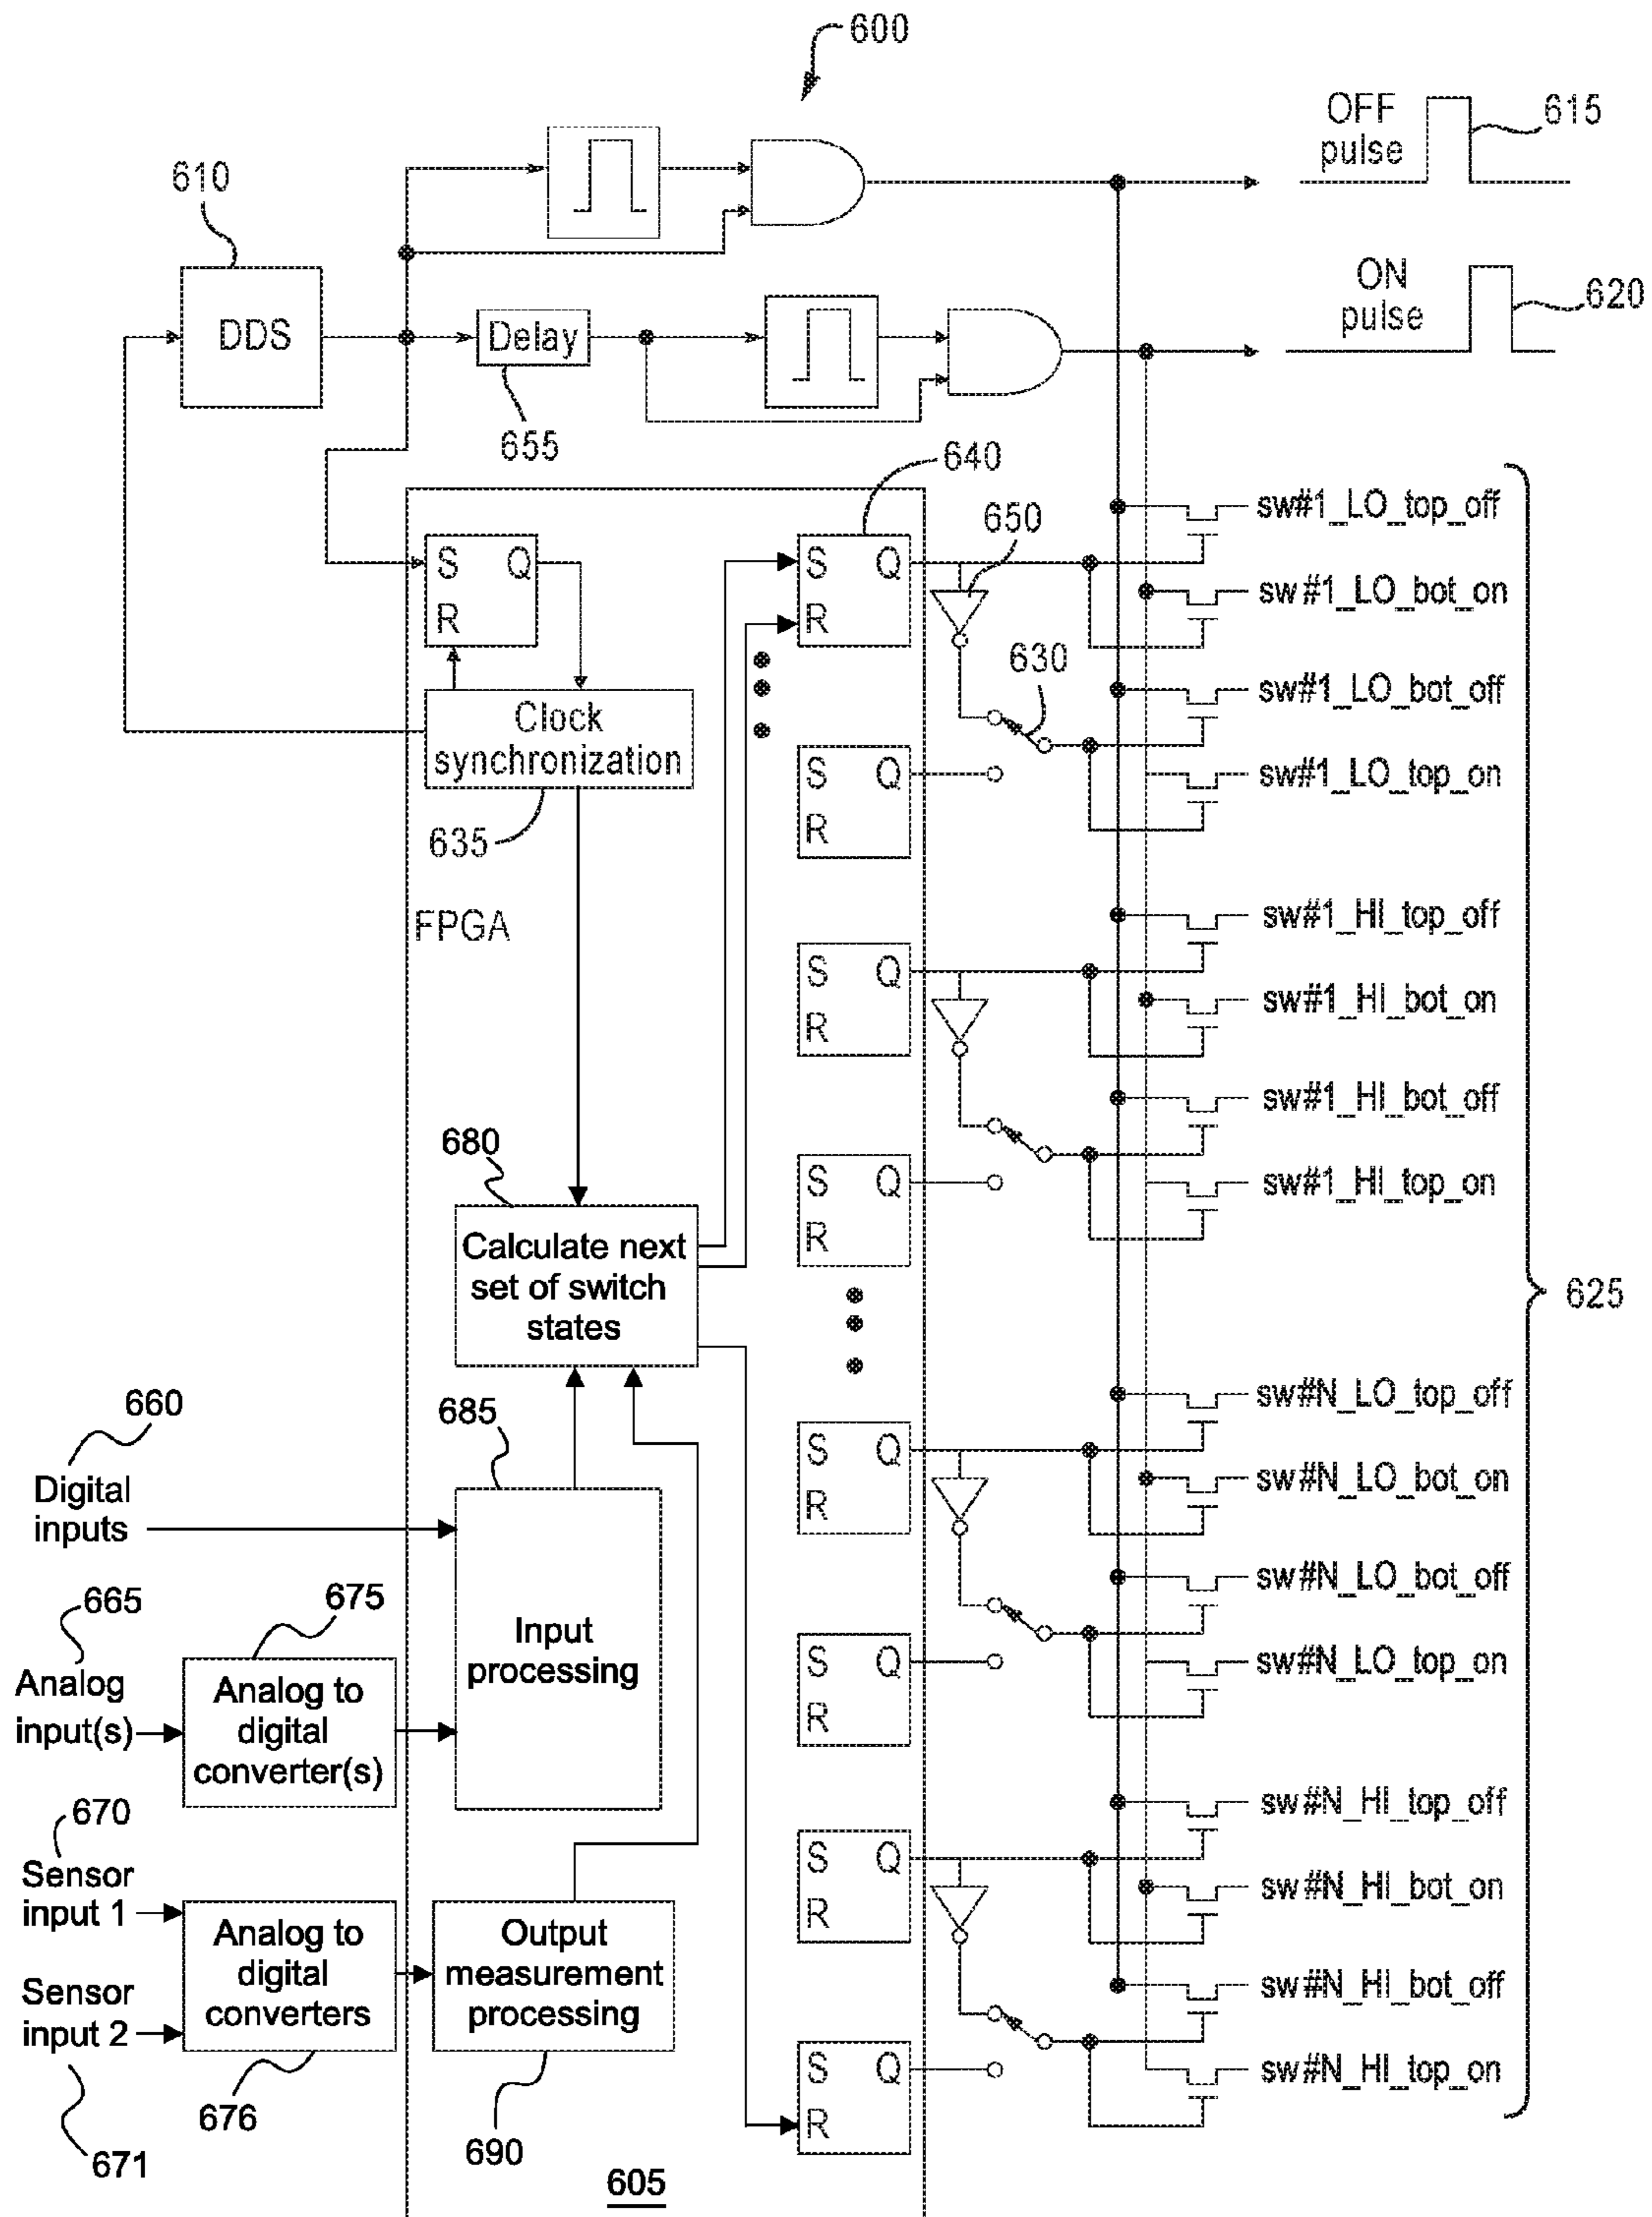 600
OFF
pulse
615
610
DDS
ON
pulse
620
Delay
655
640
S Q
R
Clock
synchronization
635
FPGA
S Q
R
650
630
sw#1_LO_top_off
sw#1_LO_bot_on
sw#1_LO_bot_off
sw#1_LO_top_on
S Q
R
sw#1_HI_top_off
S Q
R
sw#1_HI_bot_on
sw#1_HI_bot_off
S Q
R
sw#1_HI_top_on
625
680
Calculate next
set of switch
states
660
Digital
inputs
685
Input
processing
665
Analog
input(s)
675
Analog to
digital
converter(s)
670
Sensor
input 1
Sensor
input 2
671
Analog to
digital
converters
676
Output
measurement
processing
690
605
sw#N_LO_top_off
S Q
R
sw#N_LO_bot_on
sw#N_LO_bot_off
S Q
R
sw#N_LO_top_on
sw#N_HI_top_off
S Q
R
sw#N_HI_bot_on
sw#N_HI_bot_off
S Q
R
sw#N_HI_top_on